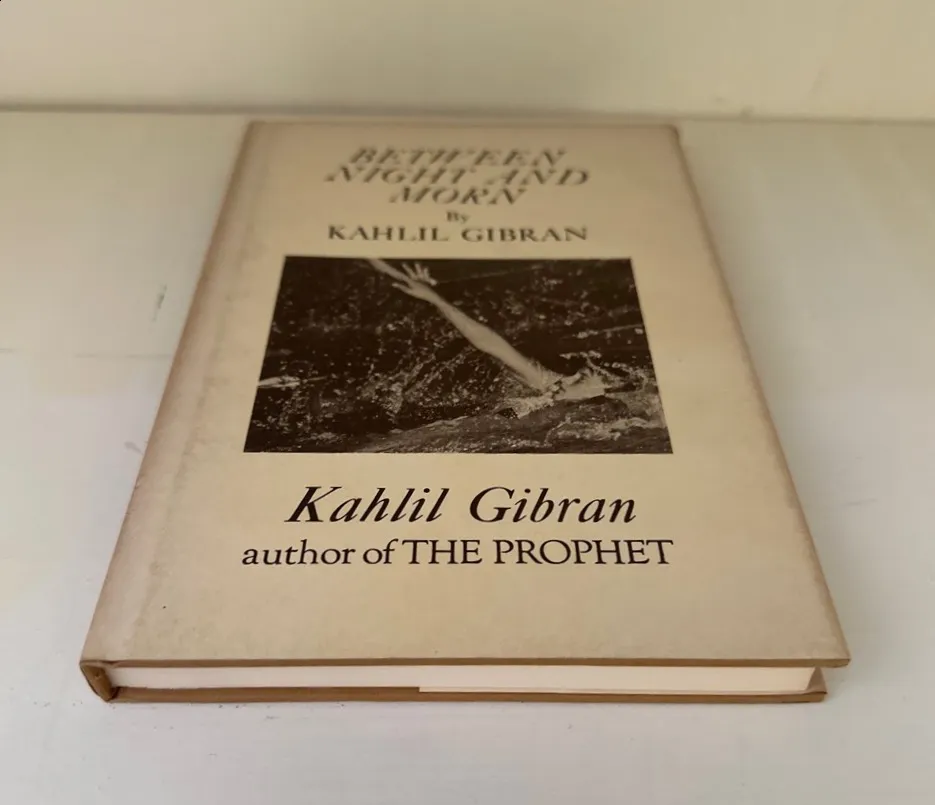 BETWEEN
NIGHT AND
MORN
By
KAHLIL GIBRAN
Kahlil Gibran
author of THE PROPHET